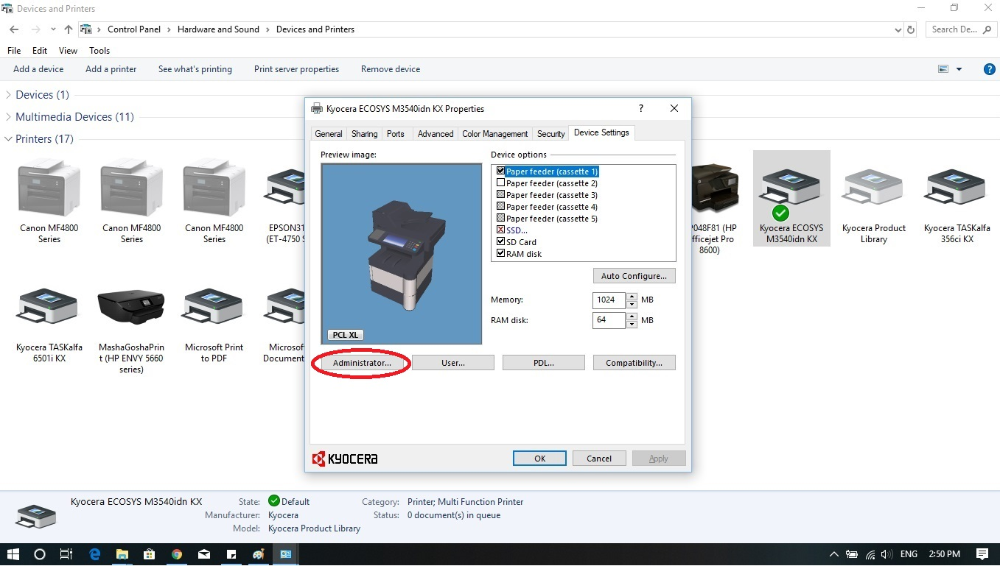 Devices and Printers
Control Panel > Hardware and Sound > Devices and Printers
Search De...
File Edit View Tools
Add a device Add a printer See what's printing Print server properties Remove device
Devices (1)
Multimedia Devices (11)
Printers (17)
Canon MF4800
Series
Canon MF4800
Series
Canon MF4800
Series
EPSON31
(ET-4750 S
P048F81 (HP
fficejet Pro
8600)
Kyocera ECOSYS
M3540idn KX
Kyocera Product
Library
Kyocera TASKalfa
356ci KX
Kyocera TASKalfa
6501i KX
MashaGoshaPrin
t (HP ENVY 5660
series)
Microsoft Print
to PDF
Microsof
Document
Kyocera ECOSYS M3540idn KX Properties
General Sharing Ports Advanced Color Management Security Device Settings
Preview image:
PCL XL
Device options
Paper feeder (cassette 1)
Paper feeder (cassette 2)
Paper feeder (cassette 3)
Paper feeder (cassette 4)
Paper feeder (cassette 5)
SSD...
SD Card
RAM disk
Auto Configure...
Memory: 1024 MB
RAM disk: 64 MB
Administrator... User... PDL... Compatibility...
KYOCERA
OK Cancel Apply
Kyocera ECOSYS M3540idn KX
State: Default
Manufacturer: Kyocera
Model: Kyocera Product Library
Category: Printer; Multi Function Printer
Status: 0 document(s) in queue
ENG 2:50 PM